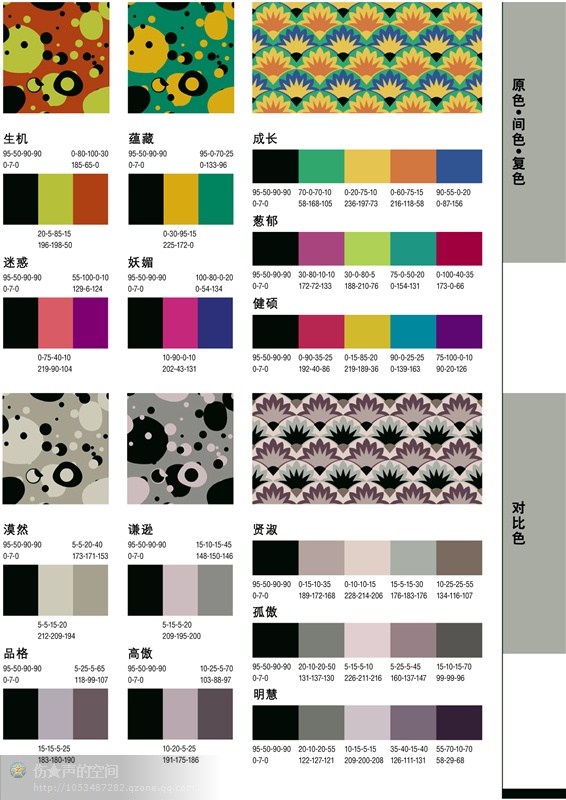 原色•间色•复色
生机
95-50-90-90 0-80-100-30
0-7-0 185-65-0
20-5-85-15
196-198-50
蕴藏
95-50-90-90 95-0-70-25
0-7-0 0-133-96
0-30-95-15
225-172-0
成长
95-50-90-90 70-0-70-10 0-20-75-10 0-60-75-15 90-55-0-20
0-7-0 58-168-105 236-197-73 216-118-58 0-87-156
葱郁
95-50-90-90 30-80-10-10 30-0-80-5 75-0-50-20 0-100-40-35
0-7-0 172-72-133 188-210-76 0-154-131 173-0-66
迷惑
95-50-90-90 55-100-0-10
0-7-0 129-6-124
0-75-40-10
219-90-104
妖媚
95-50-90-90 100-80-0-20
0-7-0 0-54-134
10-90-0-10
202-43-131
健硕
95-50-90-90 0-90-35-25 0-15-85-20 90-0-25-25 75-100-0-10
0-7-0 192-40-86 219-189-36 0-139-163 90-20-126
对比色
漠然
95-50-90-90 5-5-20-40
0-7-0 173-171-153
5-5-15-20
212-209-194
谦逊
95-50-90-90 15-10-15-45
0-7-0 148-150-146
5-15-5-20
209-195-200
贤淑
95-50-90-90 0-15-10-35 0-10-10-15 15-5-15-30 10-25-25-55
0-7-0 189-172-168 228-214-206 176-183-176 134-116-107
孤傲
95-50-90-90 20-10-20-50 5-15-5-10 5-25-5-45 15-10-15-70
0-7-0 131-137-130 226-211-216 160-137-147 99-99-96
品格
95-50-90-90 5-25-5-65
0-7-0 118-99-107
15-15-5-25
183-180-190
高傲
95-50-90-90 10-25-5-70
0-7-0 103-88-97
10-20-5-25
191-175-186
明慧
95-50-90-90 20-10-20-55 10-15-5-15 35-40-15-40 55-70-10-70
0-7-0 122-127-121 209-200-208 126-111-131 58-29-68
伤食声的空间
http://1053487282.qzone.qq.com